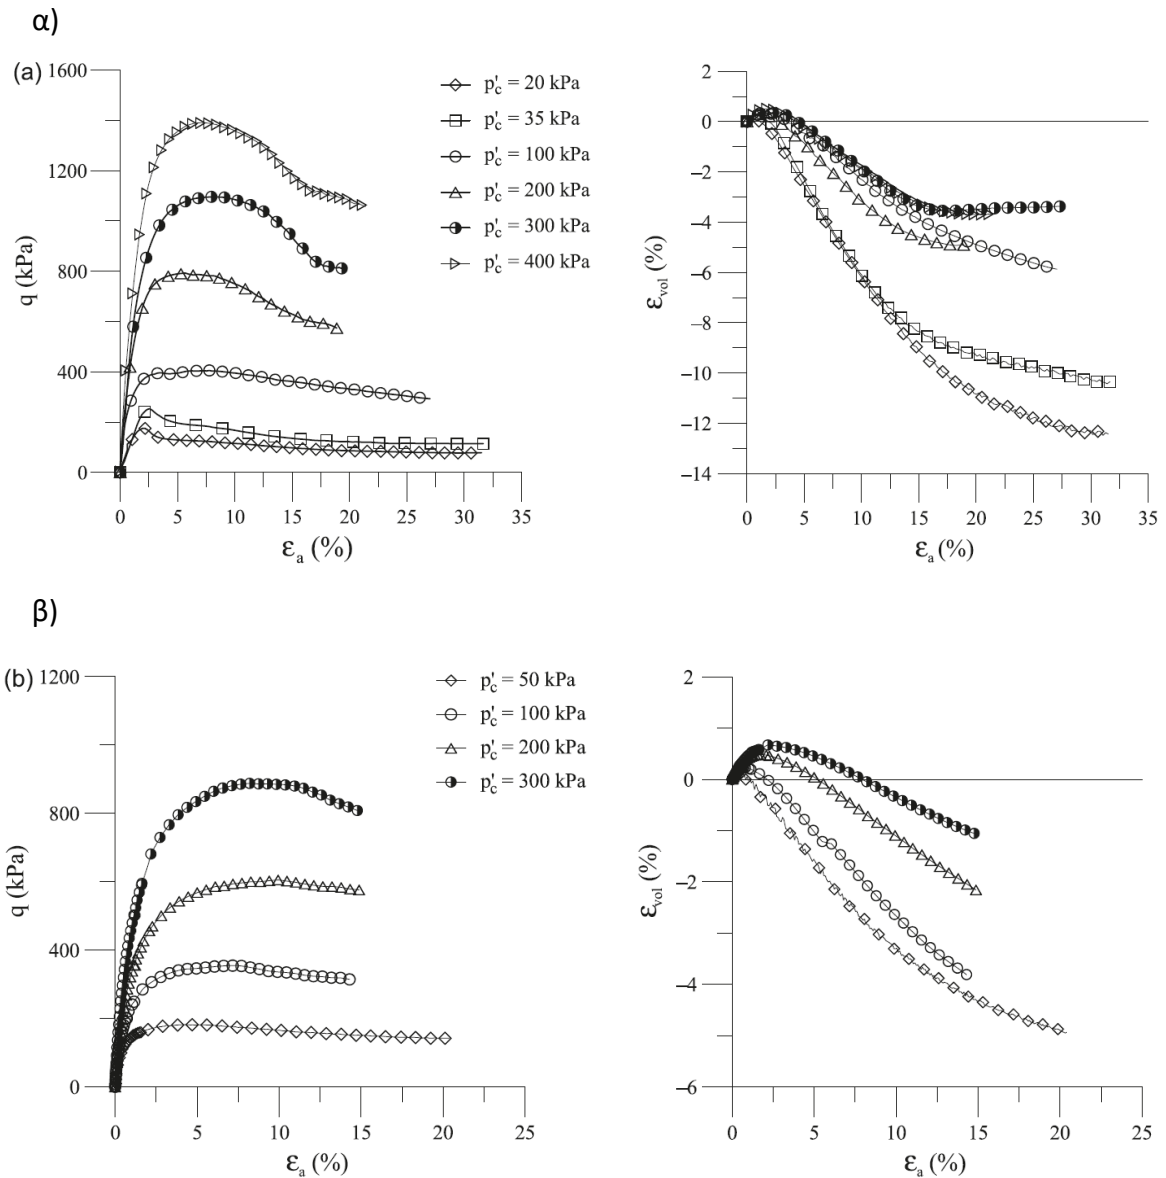 α)
(a)
1600
1200
800
400
0
q (kPa)
0 5 10 15 20 25 30 35
εa (%)
p'c = 20 kPa
p'c = 35 kPa
p'c = 100 kPa
p'c = 200 kPa
p'c = 300 kPa
p'c = 400 kPa
2
0
−2
−4
−6
−8
−10
−12
−14
εvol (%)
0 5 10 15 20 25 30 35
εa (%)
β)
(b)
1200
800
400
0
q (kPa)
0 5 10 15 20 25
εa (%)
p'c = 50 kPa
p'c = 100 kPa
p'c = 200 kPa
p'c = 300 kPa
2
0
−2
−4
−6
εvol (%)
0 5 10 15 20 25
εa (%)